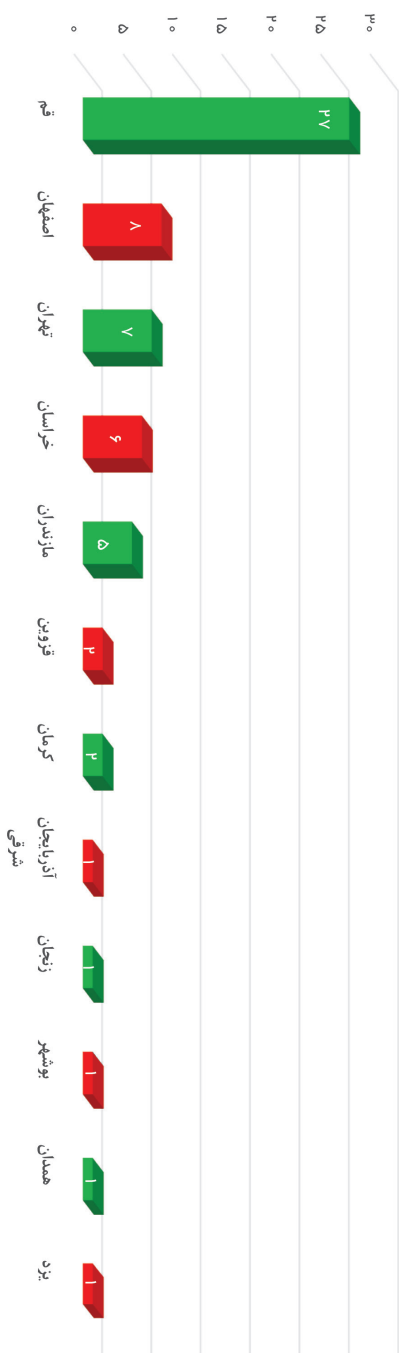 ۳۰
۲۵
۲۰
۱۵
۱۰
۵
۰
۲۷
۸
۷
۶
۵
۲
۲
۱
۱
۱
۱
۱
قم
اصفهان
تهران
خراسان
مازندران
قزوین
کرمان
آذربایجان
شرقی
زنجان
بوشهر
همدان
یزد